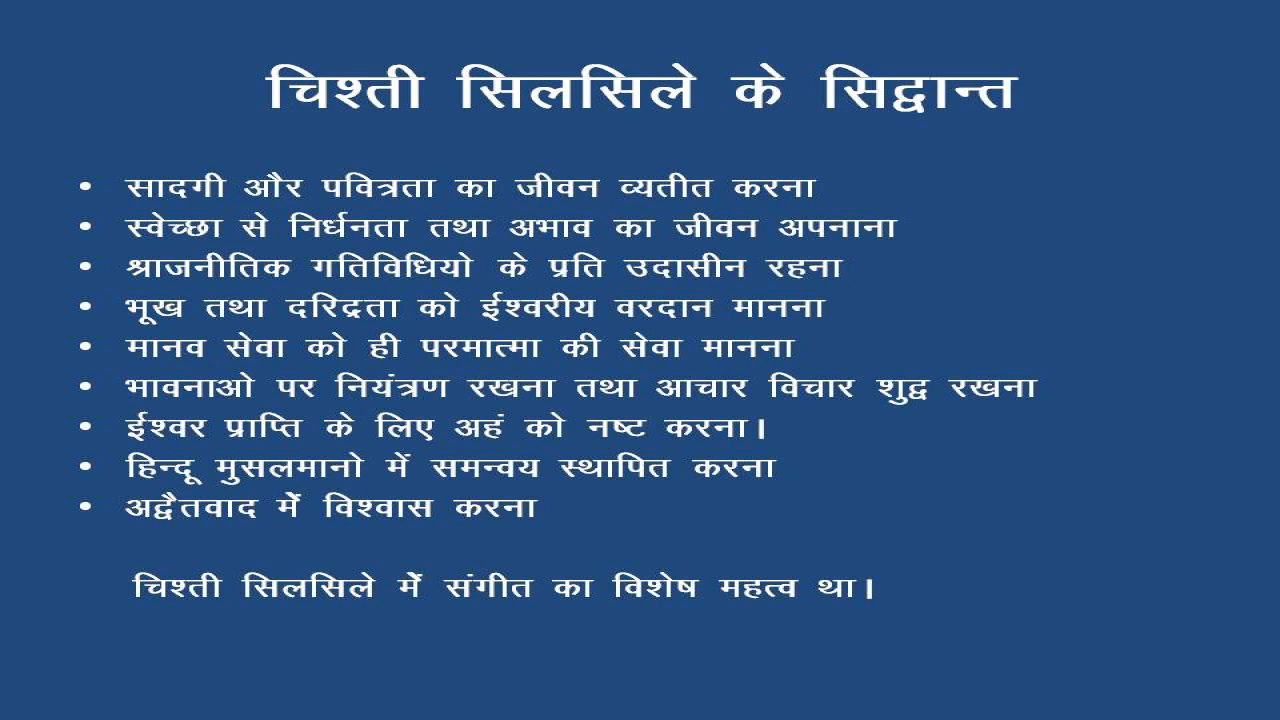 चिश्ती सिलसिले के सिद्वान्त
• सादगी और पवित्रता का जीवन व्यतीत करना
• स्वेच्छा से निर्धनता तथा अभाव का जीवन अपनाना
• श्राजनीतिक गतिविधियो के प्रति उदासीन रहना
• भूख तथा दरिद्रता को ईश्वरीय वरदान मानना
• मानव सेवा को ही परमात्मा की सेवा मानना
• भावनाओ पर नियंत्रण रखना तथा आचार विचार शुद्व रखना
• ईश्वर प्राप्ति के लिए अहं को नष्ट करना।
• हिन्दू मुसलमानो में समन्वय स्थापित करना
• अद्वैतवाद में विश्वास करना
चिश्ती सिलसिले में संगीत का विशेष महत्व था।